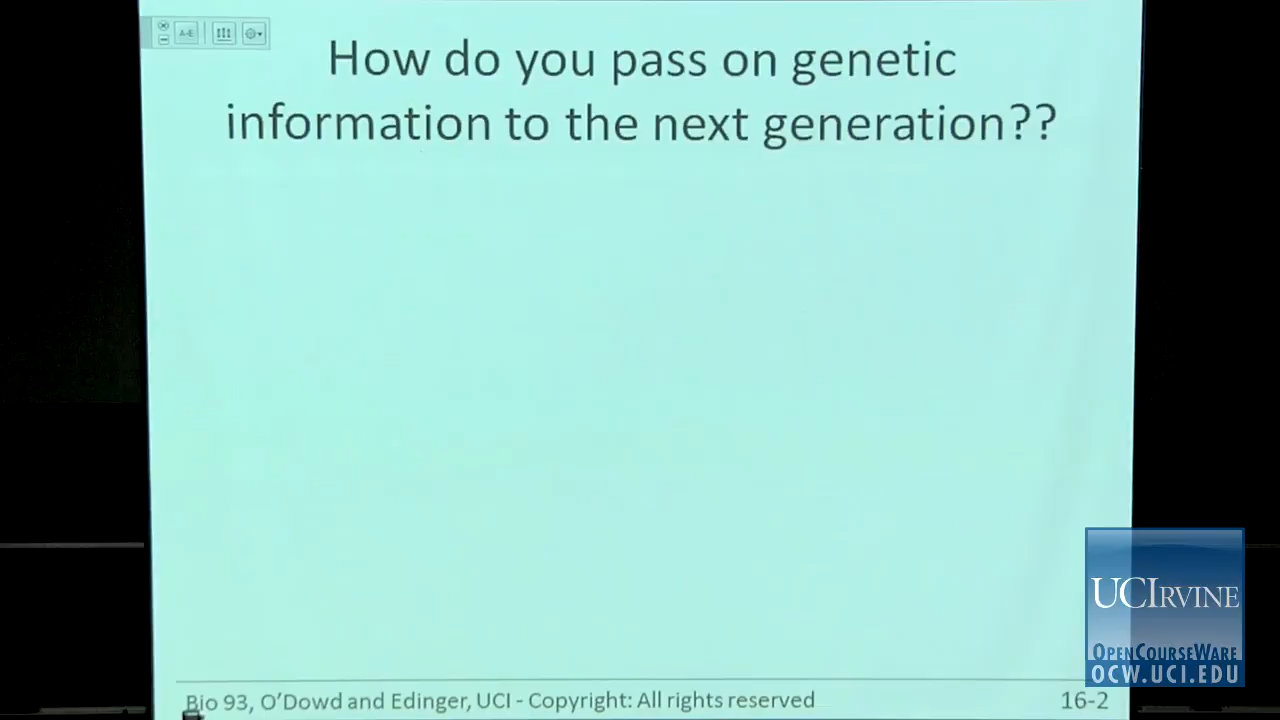 A-E
How do you pass on genetic
information to the next generation??
UCIRVINE
OPENCOURSEWARE
OCW.UCI.EDU
Bio 93, O'Dowd and Edinger, UCI - Copyright: All rights reserved
16-2